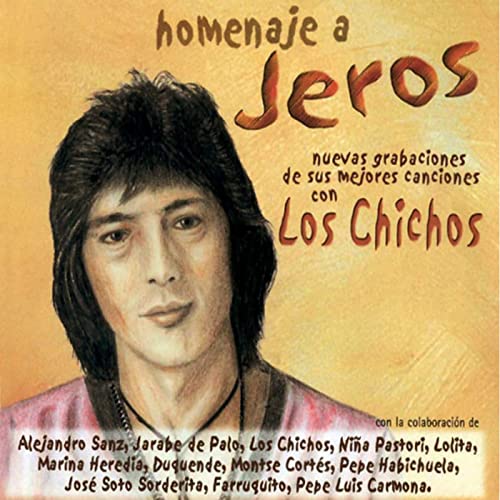 homenaje a
Jeros
nuevas grabaciones
de sus mejores canciones
con
Los Chichos
con la colaboración de
Alejandro Sanz, Jarabe de Palo, Los Chichos, Niña Pastori, Lolita,
Marina Heredia, Duquende, Montse Cortés, Pepe Habichuela,
José Soto Sorderita, Farruquito, Pepe Luis Carmona.